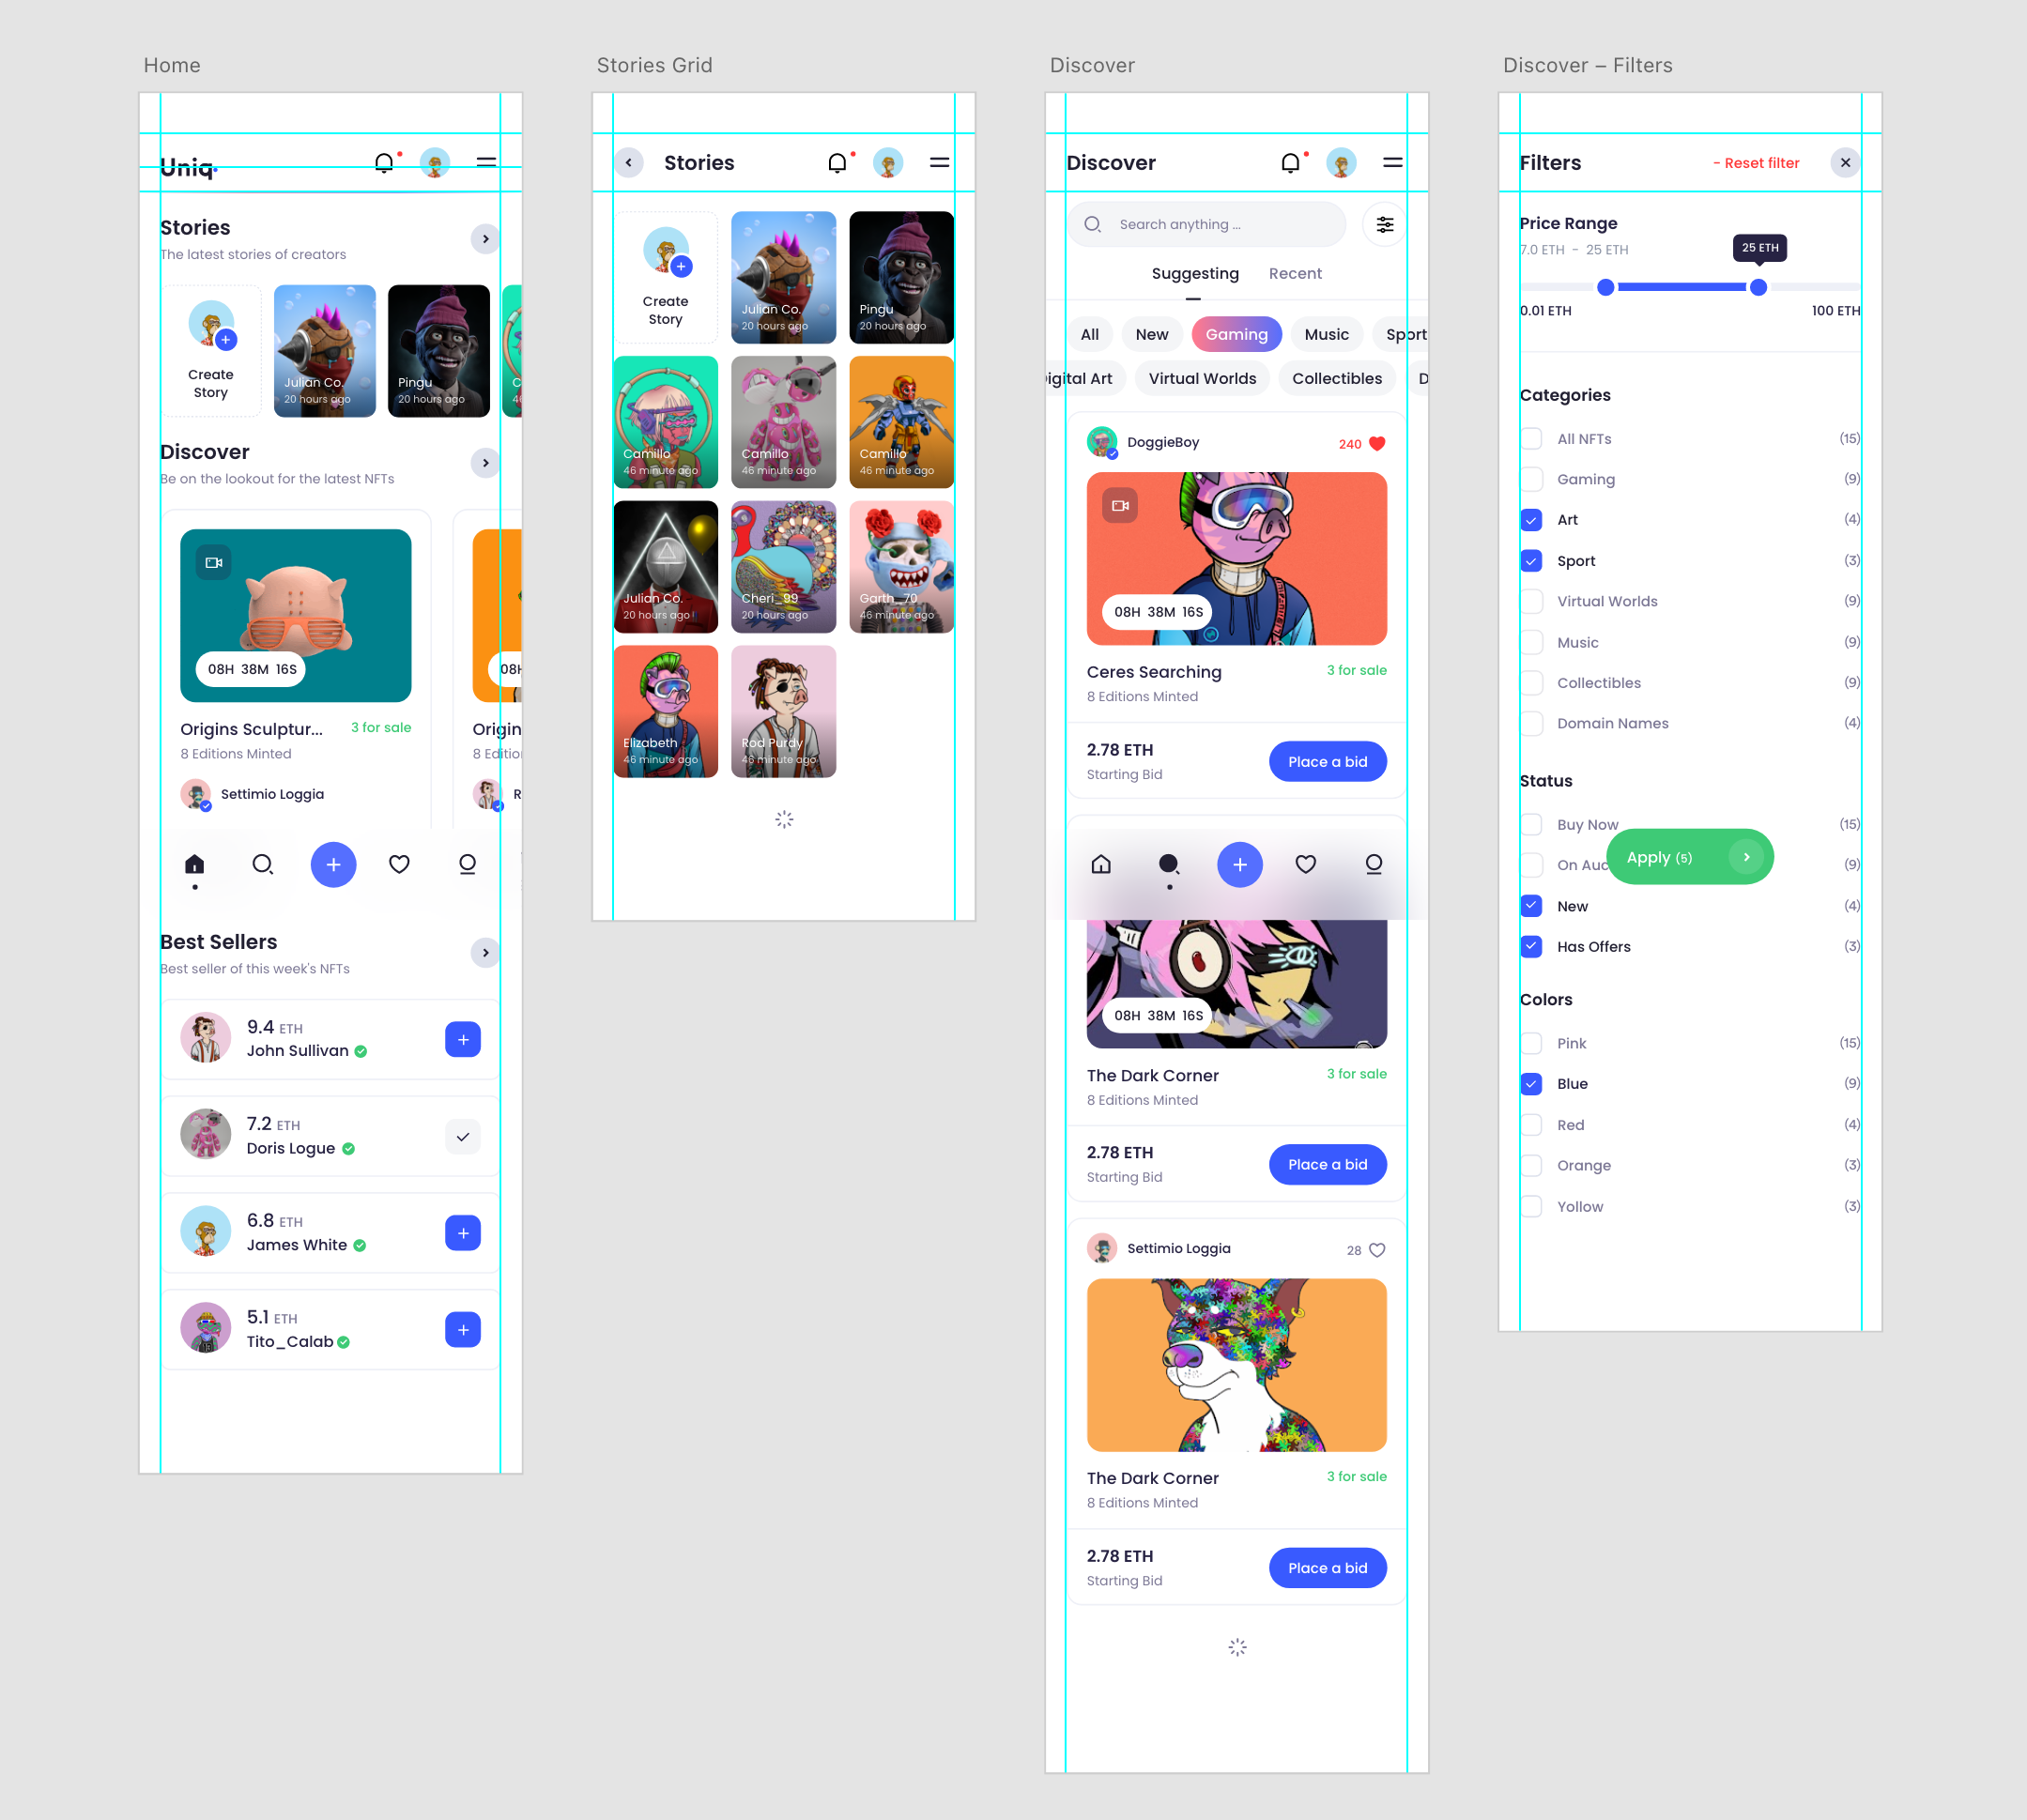 Home
Uniq.
Stories
The latest stories of creators
Create
Story
Julian Co.
20 hours ago
Pingu
20 hours ago
C
46
Discover
Be on the lookout for the latest NFTs
08H 38M 16S
Origins Sculptur...
3 for sale
8 Editions Minted
Settimio Loggia
08H
Origin
8 Edition
R
Best Sellers
Best seller of this week's NFTs
9.4 ETH
John Sullivan
7.2 ETH
Doris Logue
6.8 ETH
James White
5.1 ETH
Tito_Calab
Stories Grid
Stories
Create
Story
Julian Co.
20 hours ago
Pingu
20 hours ago
Camillo
46 minute ago
Camillo
46 minute ago
Camillo
46 minute ago
Julian Co.
20 hours ago
Cheri_99
20 hours ago
Garth_70
46 minute ago
Elizabeth
46 minute ago
Rod Purdy
46 minute ago
Discover
Discover
Search anything ...
Suggesting
Recent
All
New
Gaming
Music
Sport
igital Art
Virtual Worlds
Collectibles
D
DoggieBoy
240
08H 38M 16S
Ceres Searching
3 for sale
8 Editions Minted
2.78 ETH
Starting Bid
Place a bid
08H 38M 16S
The Dark Corner
3 for sale
8 Editions Minted
2.78 ETH
Starting Bid
Place a bid
Settimio Loggia
28
The Dark Corner
3 for sale
8 Editions Minted
2.78 ETH
Starting Bid
Place a bid
Discover – Filters
Filters
- Reset filter
Price Range
7.0 ETH - 25 ETH
25 ETH
0.01 ETH
100 ETH
Categories
All NFTs (15)
Gaming (9)
Art (4)
Sport (3)
Virtual Worlds (9)
Music (9)
Collectibles (9)
Domain Names (4)
Status
Buy Now (15)
Apply (5)
On Auc (9)
New (4)
Has Offers (3)
Colors
Pink (15)
Blue (9)
Red (4)
Orange (3)
Yollow (3)